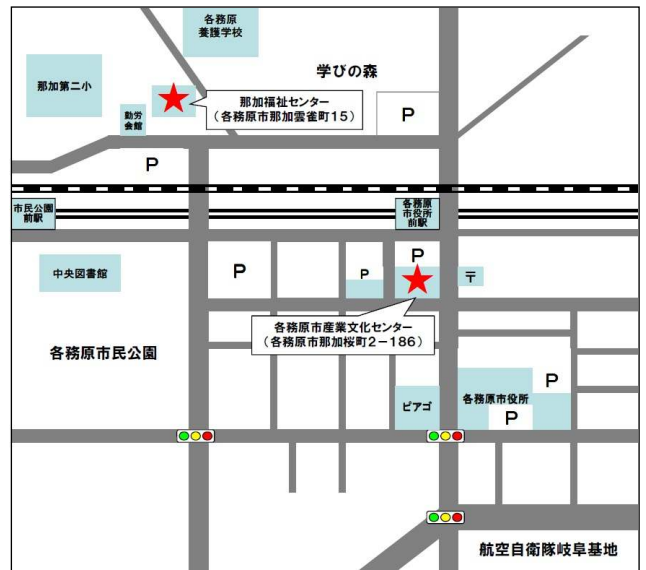 各務原
養護学校
那加第二小
学びの森
那加福祉センター
(各務原市那加雲雀町15)
勤労
会館
P
P
市民公園
前駅
各務原
市役所
前駅
中央図書館
P
P
P
〒
各務原市産業文化センター
(各務原市那加桜町2-186)
各務原市民公園
ピアゴ
各務原市役所
P
P
航空自衛隊岐阜基地